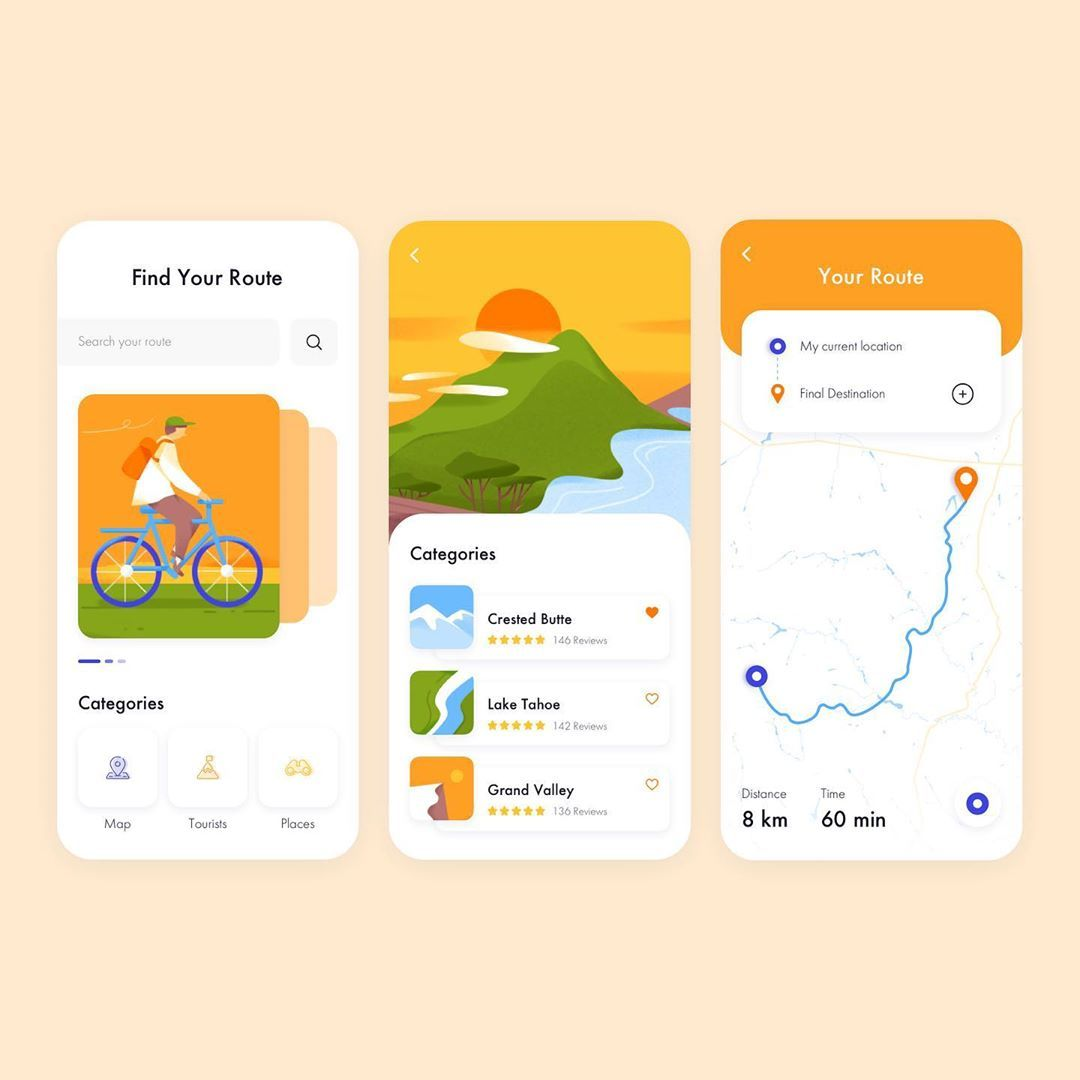 Find Your Route
Search your route
Categories
Map
Tourists
Places
Categories
Crested Butte
146 Reviews
Lake Tahoe
142 Reviews
Grand Valley
136 Reviews
Your Route
My current location
Final Destination
Distance
Time
8 km
60 min